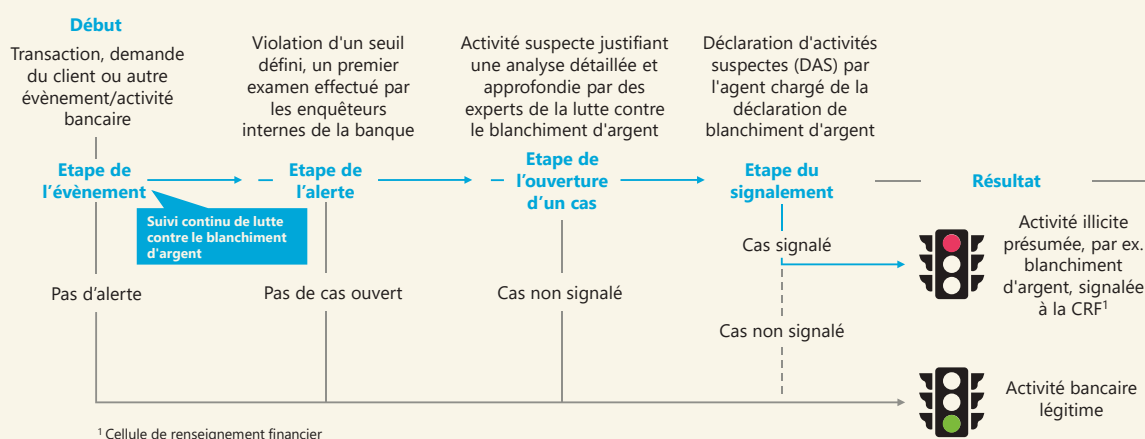 Début
Transaction, demande
du client ou autre
évènement/activité
bancaire
Violation d'un seuil
défini, un premier
examen effectué par
les enquêteurs
internes de la banque
Activité suspecte justifiant
une analyse détaillée et
approfondie par des
experts de la lutte contre
le blanchiment d'argent
Déclaration d'activités
suspectes (DAS) par
l'agent chargé de la
déclaration de
blanchiment d'argent
Etape de
l'évènement
Suivi continu de lutte
contre le blanchiment
d'argent
Etape de
l'alerte
Etape de
l'ouverture
d'un cas
Etape du
signalement
Résultat
Pas d'alerte
Pas de cas ouvert
Cas non signalé
Cas signalé
Cas non signalé
Activité illicite
présumée, par ex.
blanchiment
d'argent, signalée
à la CRF¹
Activité bancaire
légitime
¹ Cellule de renseignement financier